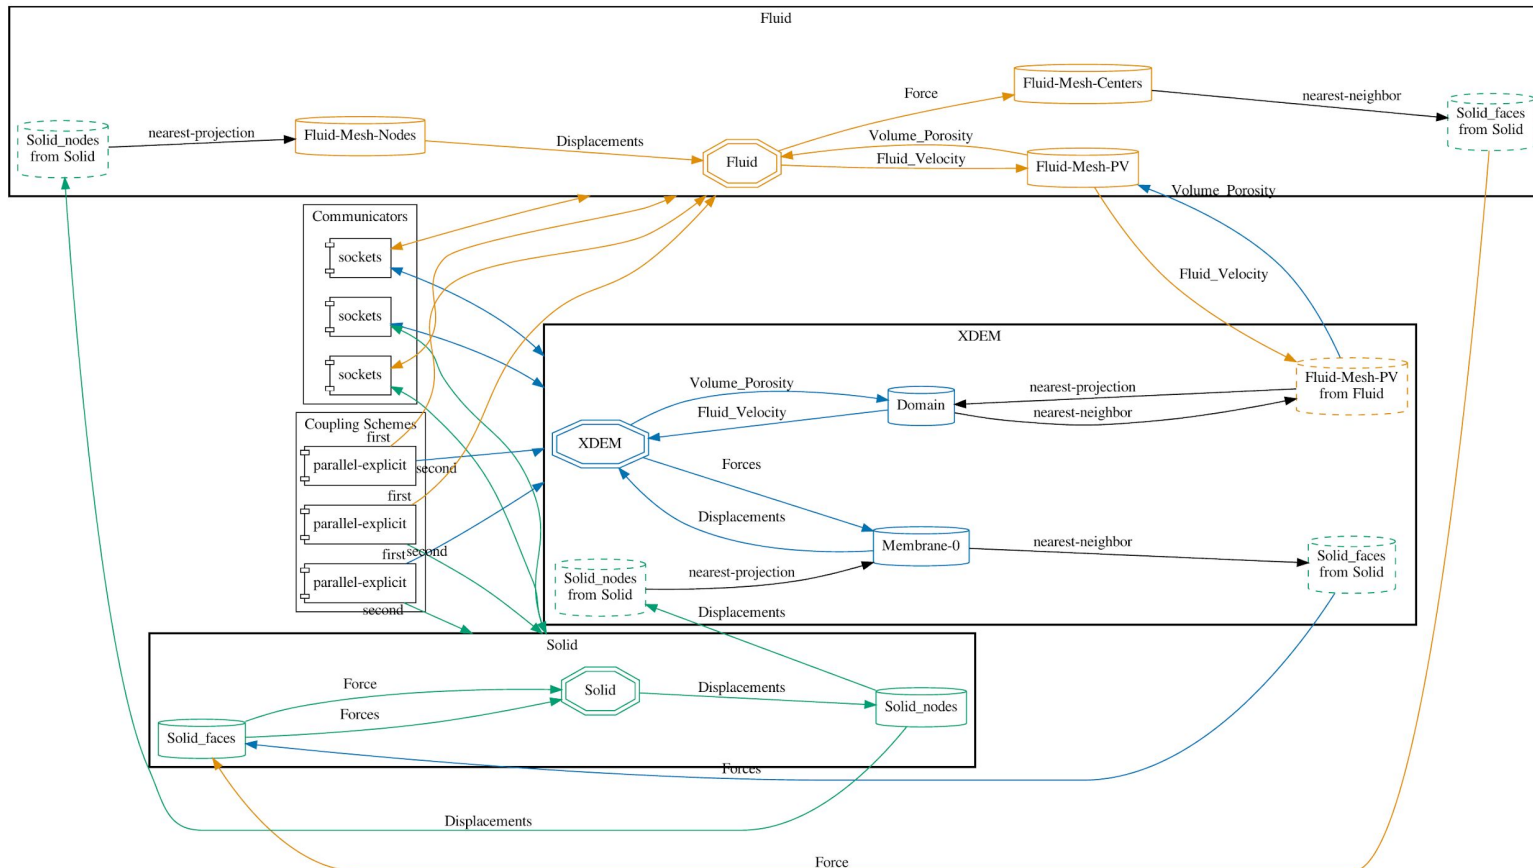 Fluid
Fluid-Mesh-Centers
Force
nearest-neighbor
Solid_faces
from Solid
nearest-projection
Fluid-Mesh-Nodes
Solid_nodes
from Solid
Displacements
Volume_Porosity
Fluid
Fluid_Velocity
Fluid-Mesh-PV
Volume_Porosity
Communicators
sockets
Fluid_Velocity
sockets
XDEM
sockets
Volume_Porosity
nearest-projection
Fluid-Mesh-PV
from Fluid
Domain
Fluid_Velocity
nearest-neighbor
Coupling Schemes
first
XDEM
parallel-explicit
second
Forces
first
parallel-explicit
Displacements
nearest-neighbor
Membrane-0
first
second
Solid_faces
from Solid
parallel-explicit
Solid_nodes
from Solid
nearest-projection
second
Displacements
Solid
Force
Solid
Displacements
Solid_nodes
Forces
Solid_faces
Forces
Displacements
Force